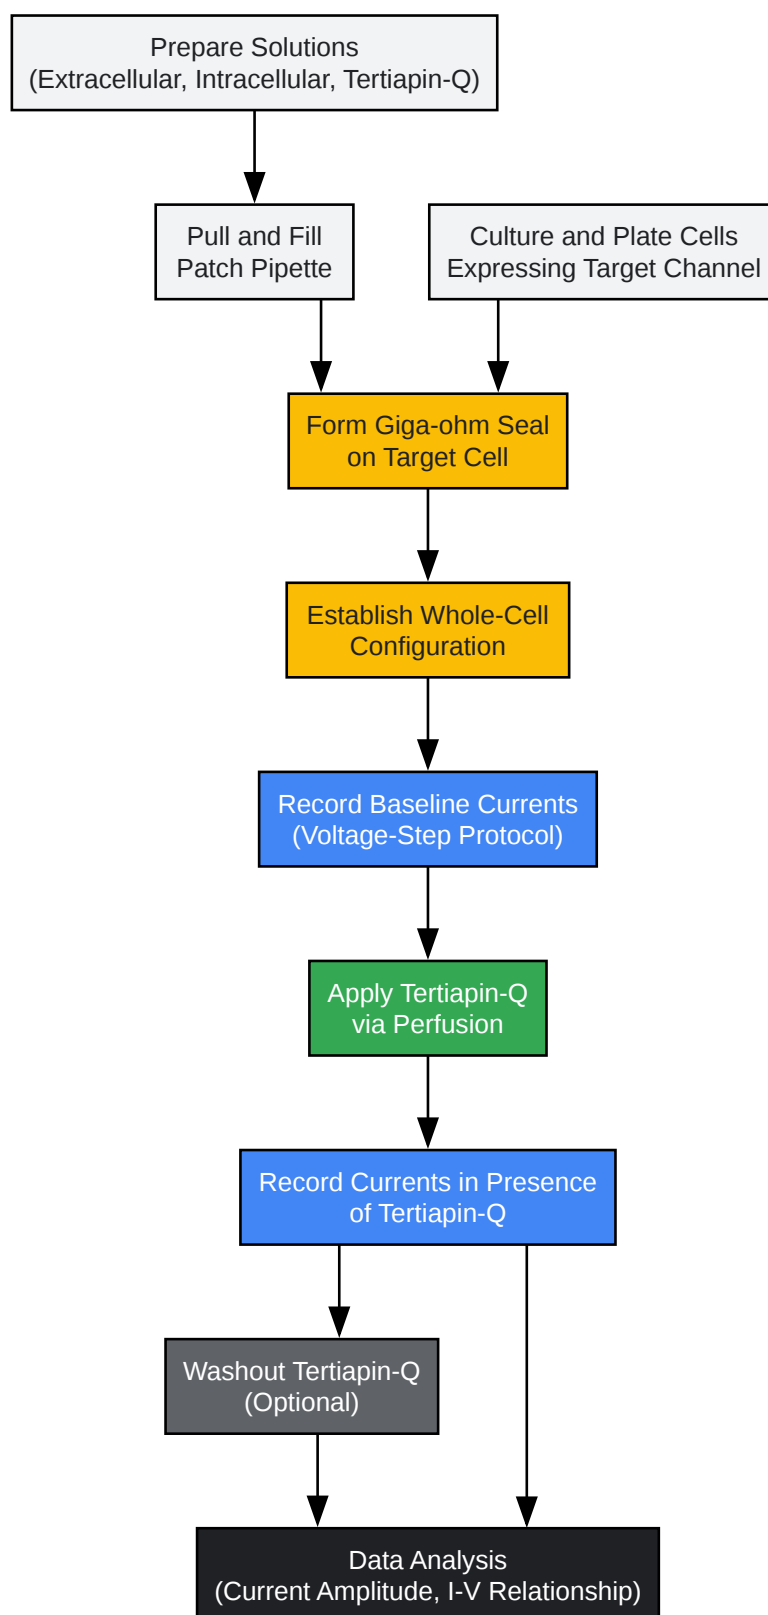 Prepare Solutions
(Extracellular, Intracellular, Tertiapin-Q)
Pull and Fill
Patch Pipette
Culture and Plate Cells
Expressing Target Channel
Form Giga-ohm Seal
on Target Cell
Establish Whole-Cell
Configuration
Record Baseline Currents
(Voltage-Step Protocol)
Apply Tertiapin-Q
via Perfusion
Record Currents in Presence
of Tertiapin-Q
Washout Tertiapin-Q
(Optional)
Data Analysis
(Current Amplitude, I-V Relationship)